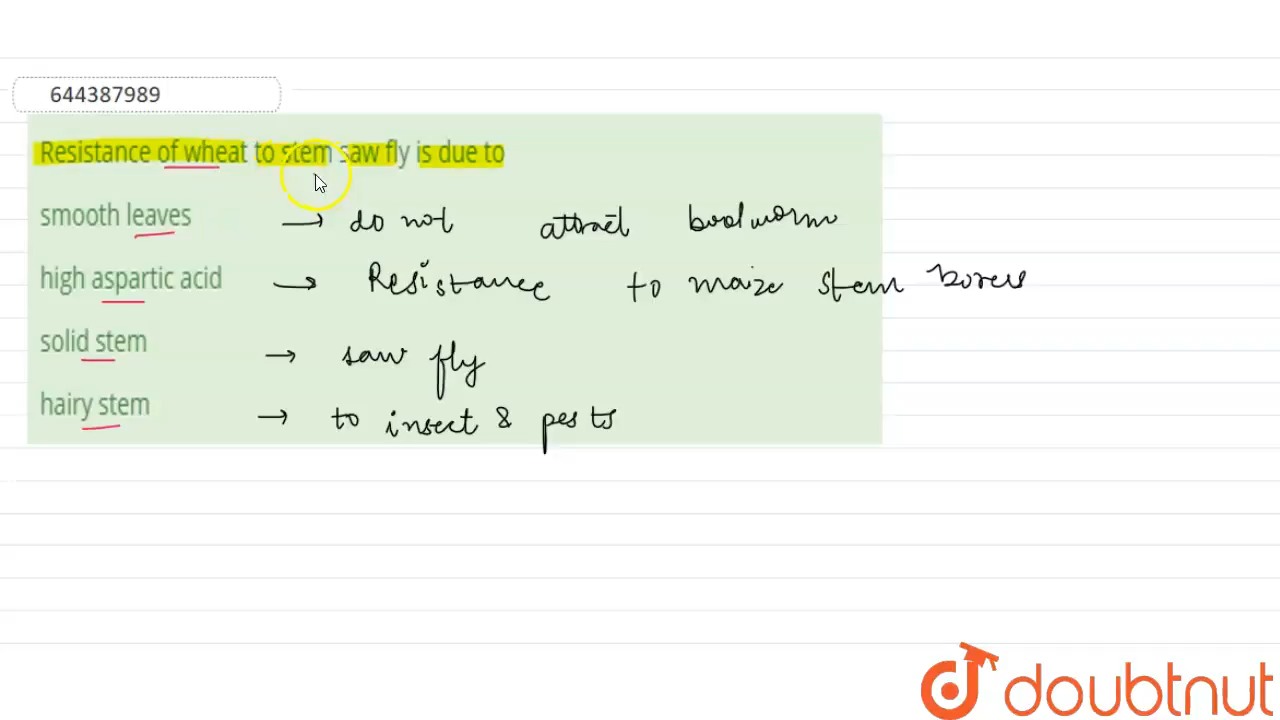 644387989
Resistance of wheat to stem saw fly is due to
smooth leaves → do not attract
high aspartic acid → Resistance to maize stem borers
solid stem → saw fly
hairy stem → to insect & pests
doubtnut